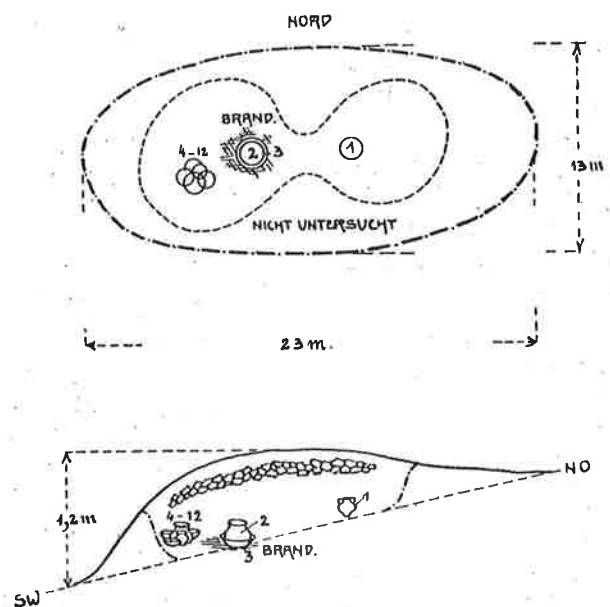 NORD
BRAND.
4-12
2
3
1
NICHT UNTERSUCHT
13 m
23 m.
NO
1,2 m
4-12
2
1
3
BRAND.
SW